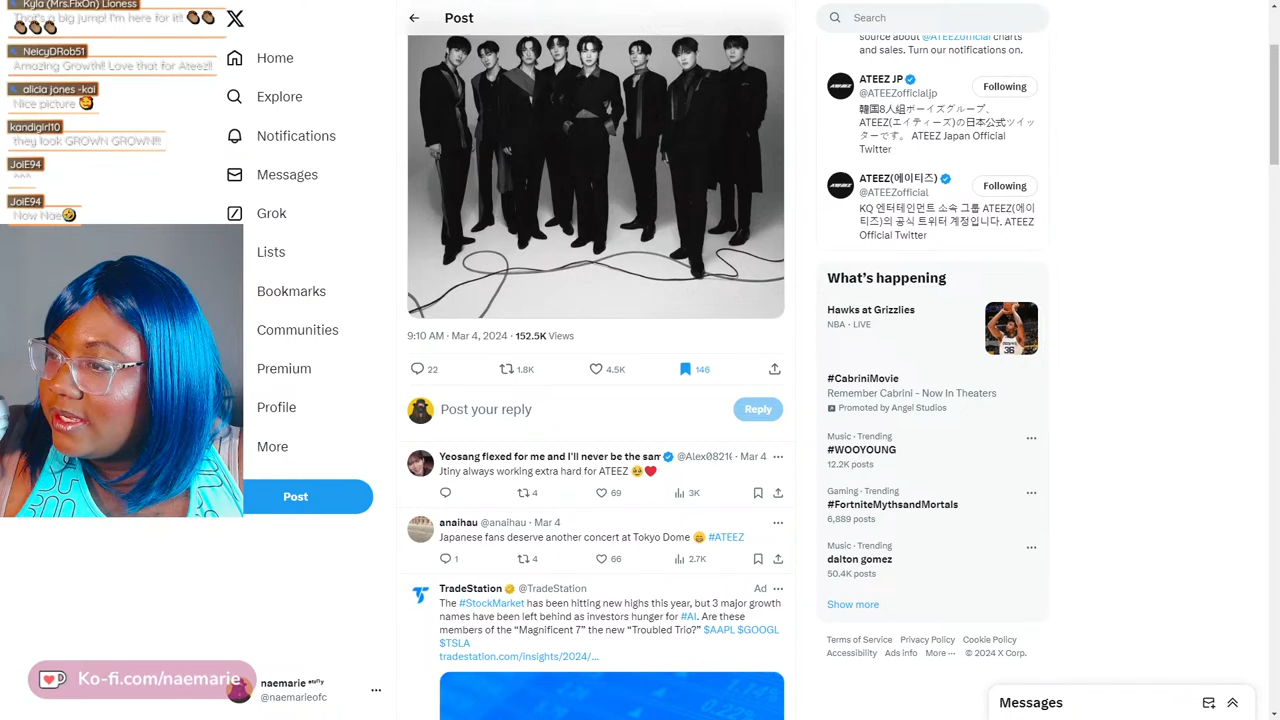 Kyla (Mrs.FixOn) Lioness
That's a big jump! I'm here for it!! 👏🏾👏🏾
👏🏾👏🏾👏🏾👏🏾
NeicyDRob51
Amazing Growth!! Love that for Ateez!!
alicia jones -kai
Nice picture 🥰
kandigirl10
they look GROWN GROWN!!!
JoiE94
^^^
JoiE94
Now Nae🤣
Home
Explore
Notifications
Messages
Grok
Lists
Bookmarks
Communities
Premium
Profile
More
Post
Ko-fi.com/naemarie
naemarie
@naemarieofc
Post
9:10 AM · Mar 4, 2024 · 152.5K Views
22 1.8K 4.5K 146
Post your reply
Reply
Yeosang flexed for me and I'll never be the sam @Alex0821( · Mar 4
Jtiny always working extra hard for ATEEZ 🥹❤️
4 69 3K
anaihau @anaihau · Mar 4
Japanese fans deserve another concert at Tokyo Dome 😄 #ATEEZ
1 4 66 2.7K
TradeStation @TradeStation Ad
The #StockMarket has been hitting new highs this year, but 3 major growth
names have been left behind as investors hunger for #AI. Are these
members of the “Magnificent 7” the new “Troubled Trio?” $AAPL $GOOGL
$TSLA
tradestation.com/insights/2024/...
Search
source about @ATEEZofficial charts
and sales. Turn our notifications on.
ATEEZ JP
@ATEEZofficialjp
Following
韓国8人組ボーイズグループ、
ATEEZ(エイティーズ)の日本公式ツイッ
ターです。 ATEEZ Japan Official
Twitter
ATEEZ(에이티즈)
@ATEEZofficial
Following
KQ 엔터테인먼트 소속 그룹 ATEEZ(에이
티즈)의 공식 트위터 계정입니다. ATEEZ
Official Twitter
What's happening
Hawks at Grizzlies
NBA · LIVE
#CabriniMovie
Remember Cabrini - Now In Theaters
Promoted by Angel Studios
Music · Trending
#WOOYOUNG
12.2K posts
Gaming · Trending
#FortniteMythsandMortals
6,889 posts
Music · Trending
dalton gomez
50.4K posts
Show more
Terms of Service Privacy Policy Cookie Policy
Accessibility Ads info More ··· © 2024 X Corp.
Messages